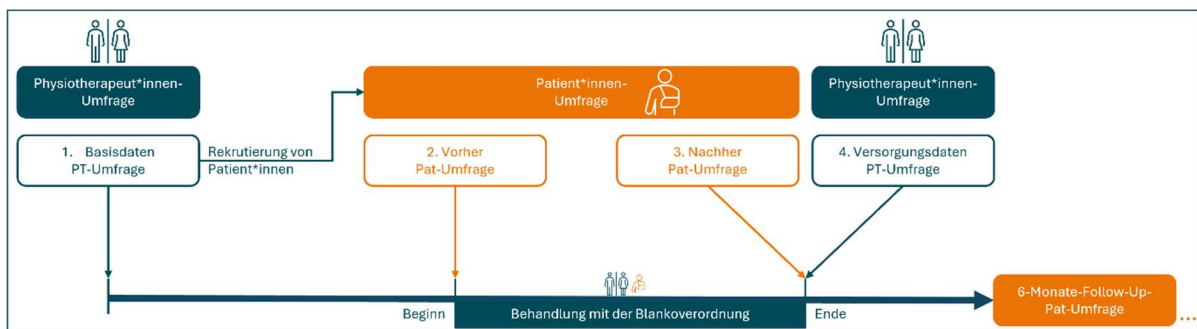 Physiotherapeut*innen-
Umfrage
Patient*innen-
Umfrage
Physiotherapeut*innen-
Umfrage
1. Basisdaten
PT-Umfrage
Rekrutierung von
Patient*innen
2. Vorher
Pat-Umfrage
3. Nachher
Pat-Umfrage
4. Versorgungsdaten
PT-Umfrage
Beginn
Behandlung mit der Blankoverordnung
Ende
6-Monate-Follow-Up-
Pat-Umfrage
...